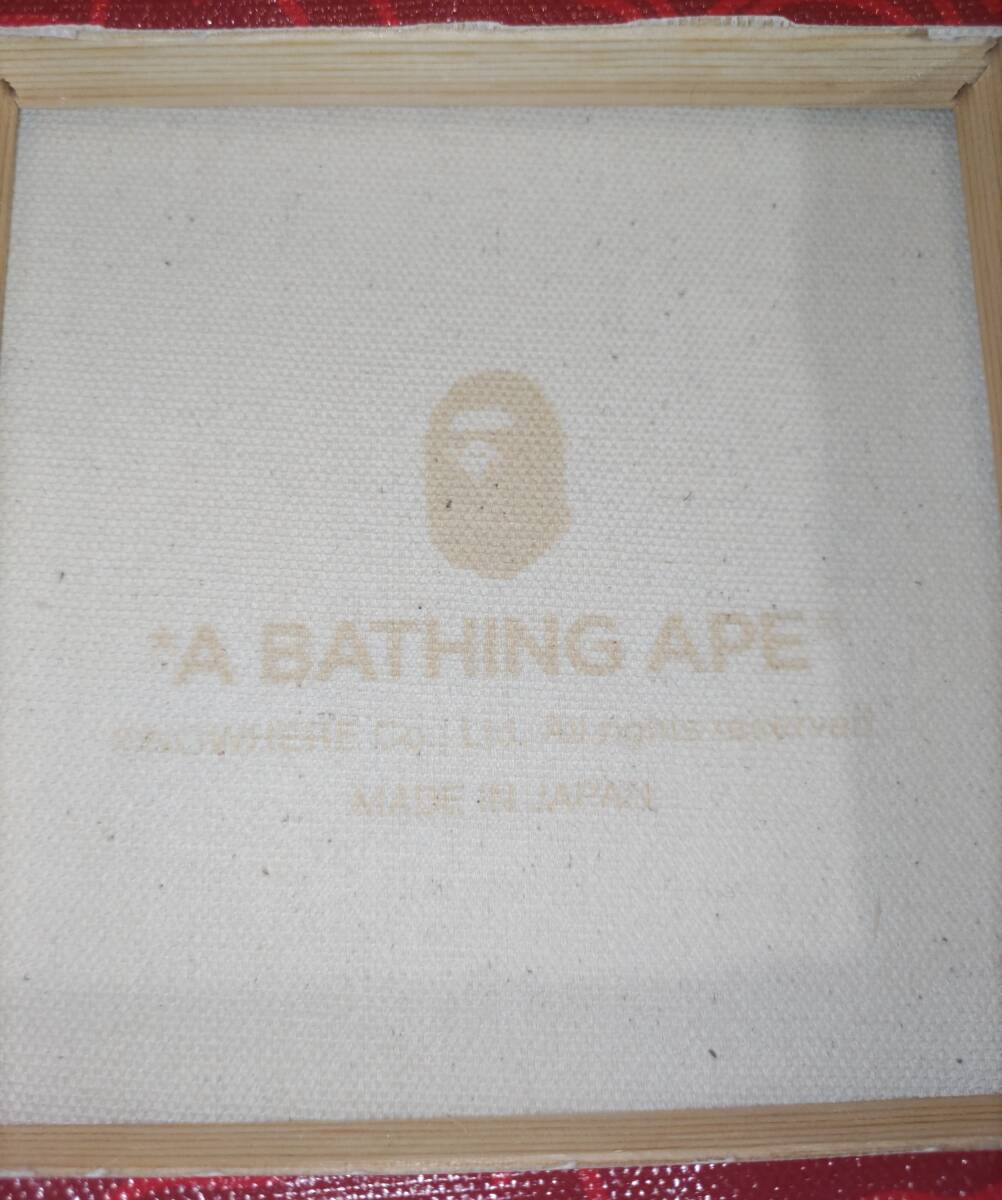 "A BATHING APE"
©NOWHERE Co., Ltd. All rights reserved
MADE IN JAPAN